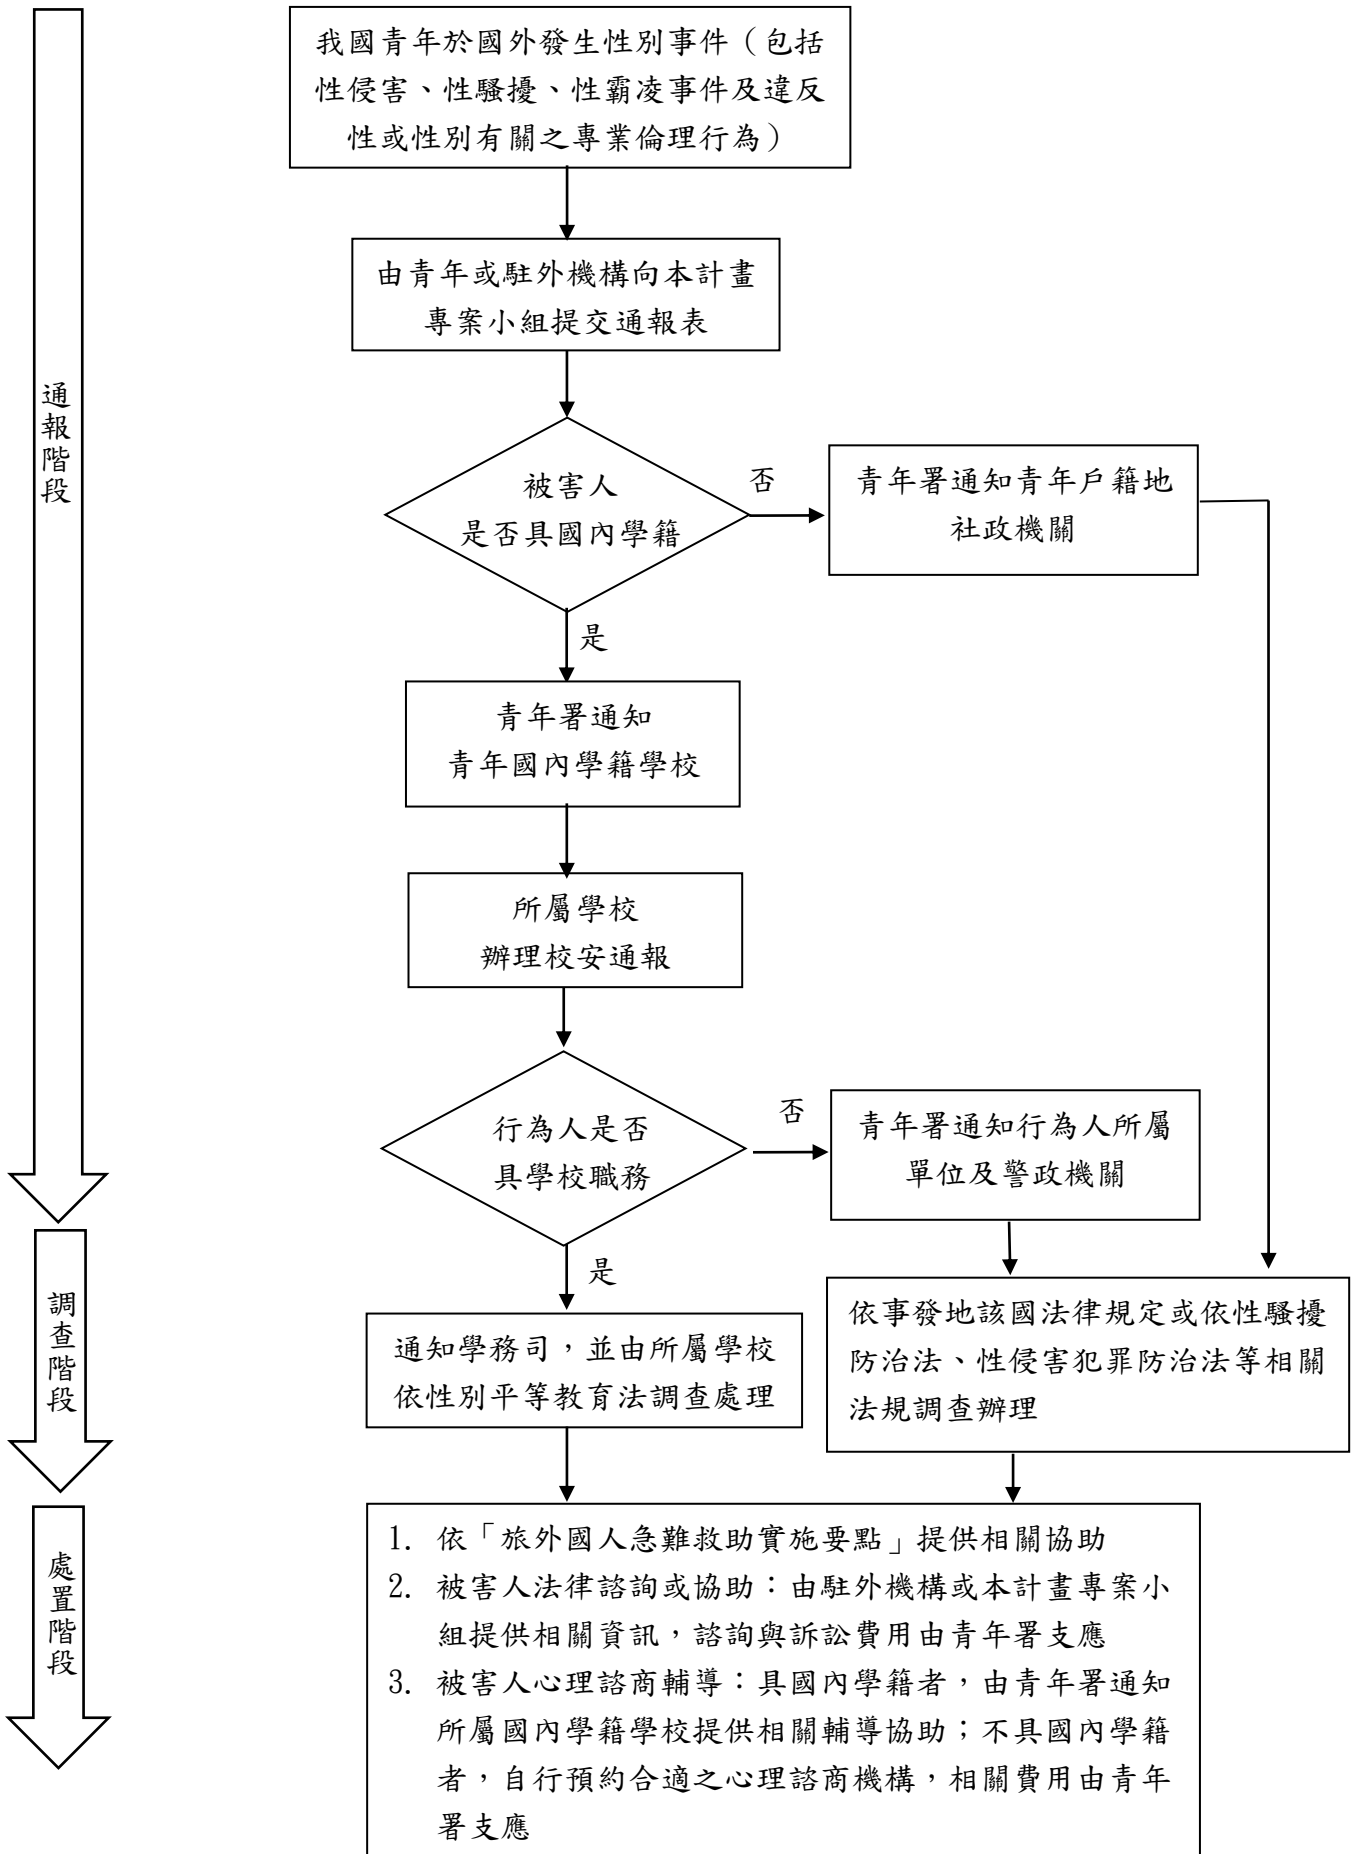 我國青年於國外發生性別事件（包括
性侵害、性騷擾、性霸凌事件及違反
性或性別有關之專業倫理行為）
由青年或駐外機構向本計畫
專案小組提交通報表
通報階段
被害人
是否具國內學籍
否
青年署通知青年戶籍地
社政機關
是
青年署通知
青年國內學籍學校
所屬學校
辦理校安通報
行為人是否
具學校職務
否
青年署通知行為人所屬
單位及警政機關
是
調查階段
通知學務司，並由所屬學校
依性別平等教育法調查處理
依事發地該國法律規定或依性騷擾
防治法、性侵害犯罪防治法等相關
法規調查辦理
處置階段
1. 依「旅外國人急難救助實施要點」提供相關協助
2. 被害人法律諮詢或協助：由駐外機構或本計畫專案小
組提供相關資訊，諮詢與訴訟費用由青年署支應
3. 被害人心理諮商輔導：具國內學籍者，由青年署通知
所屬國內學籍學校提供相關輔導協助；不具國內學籍
者，自行預約合適之心理諮商機構，相關費用由青年
署支應